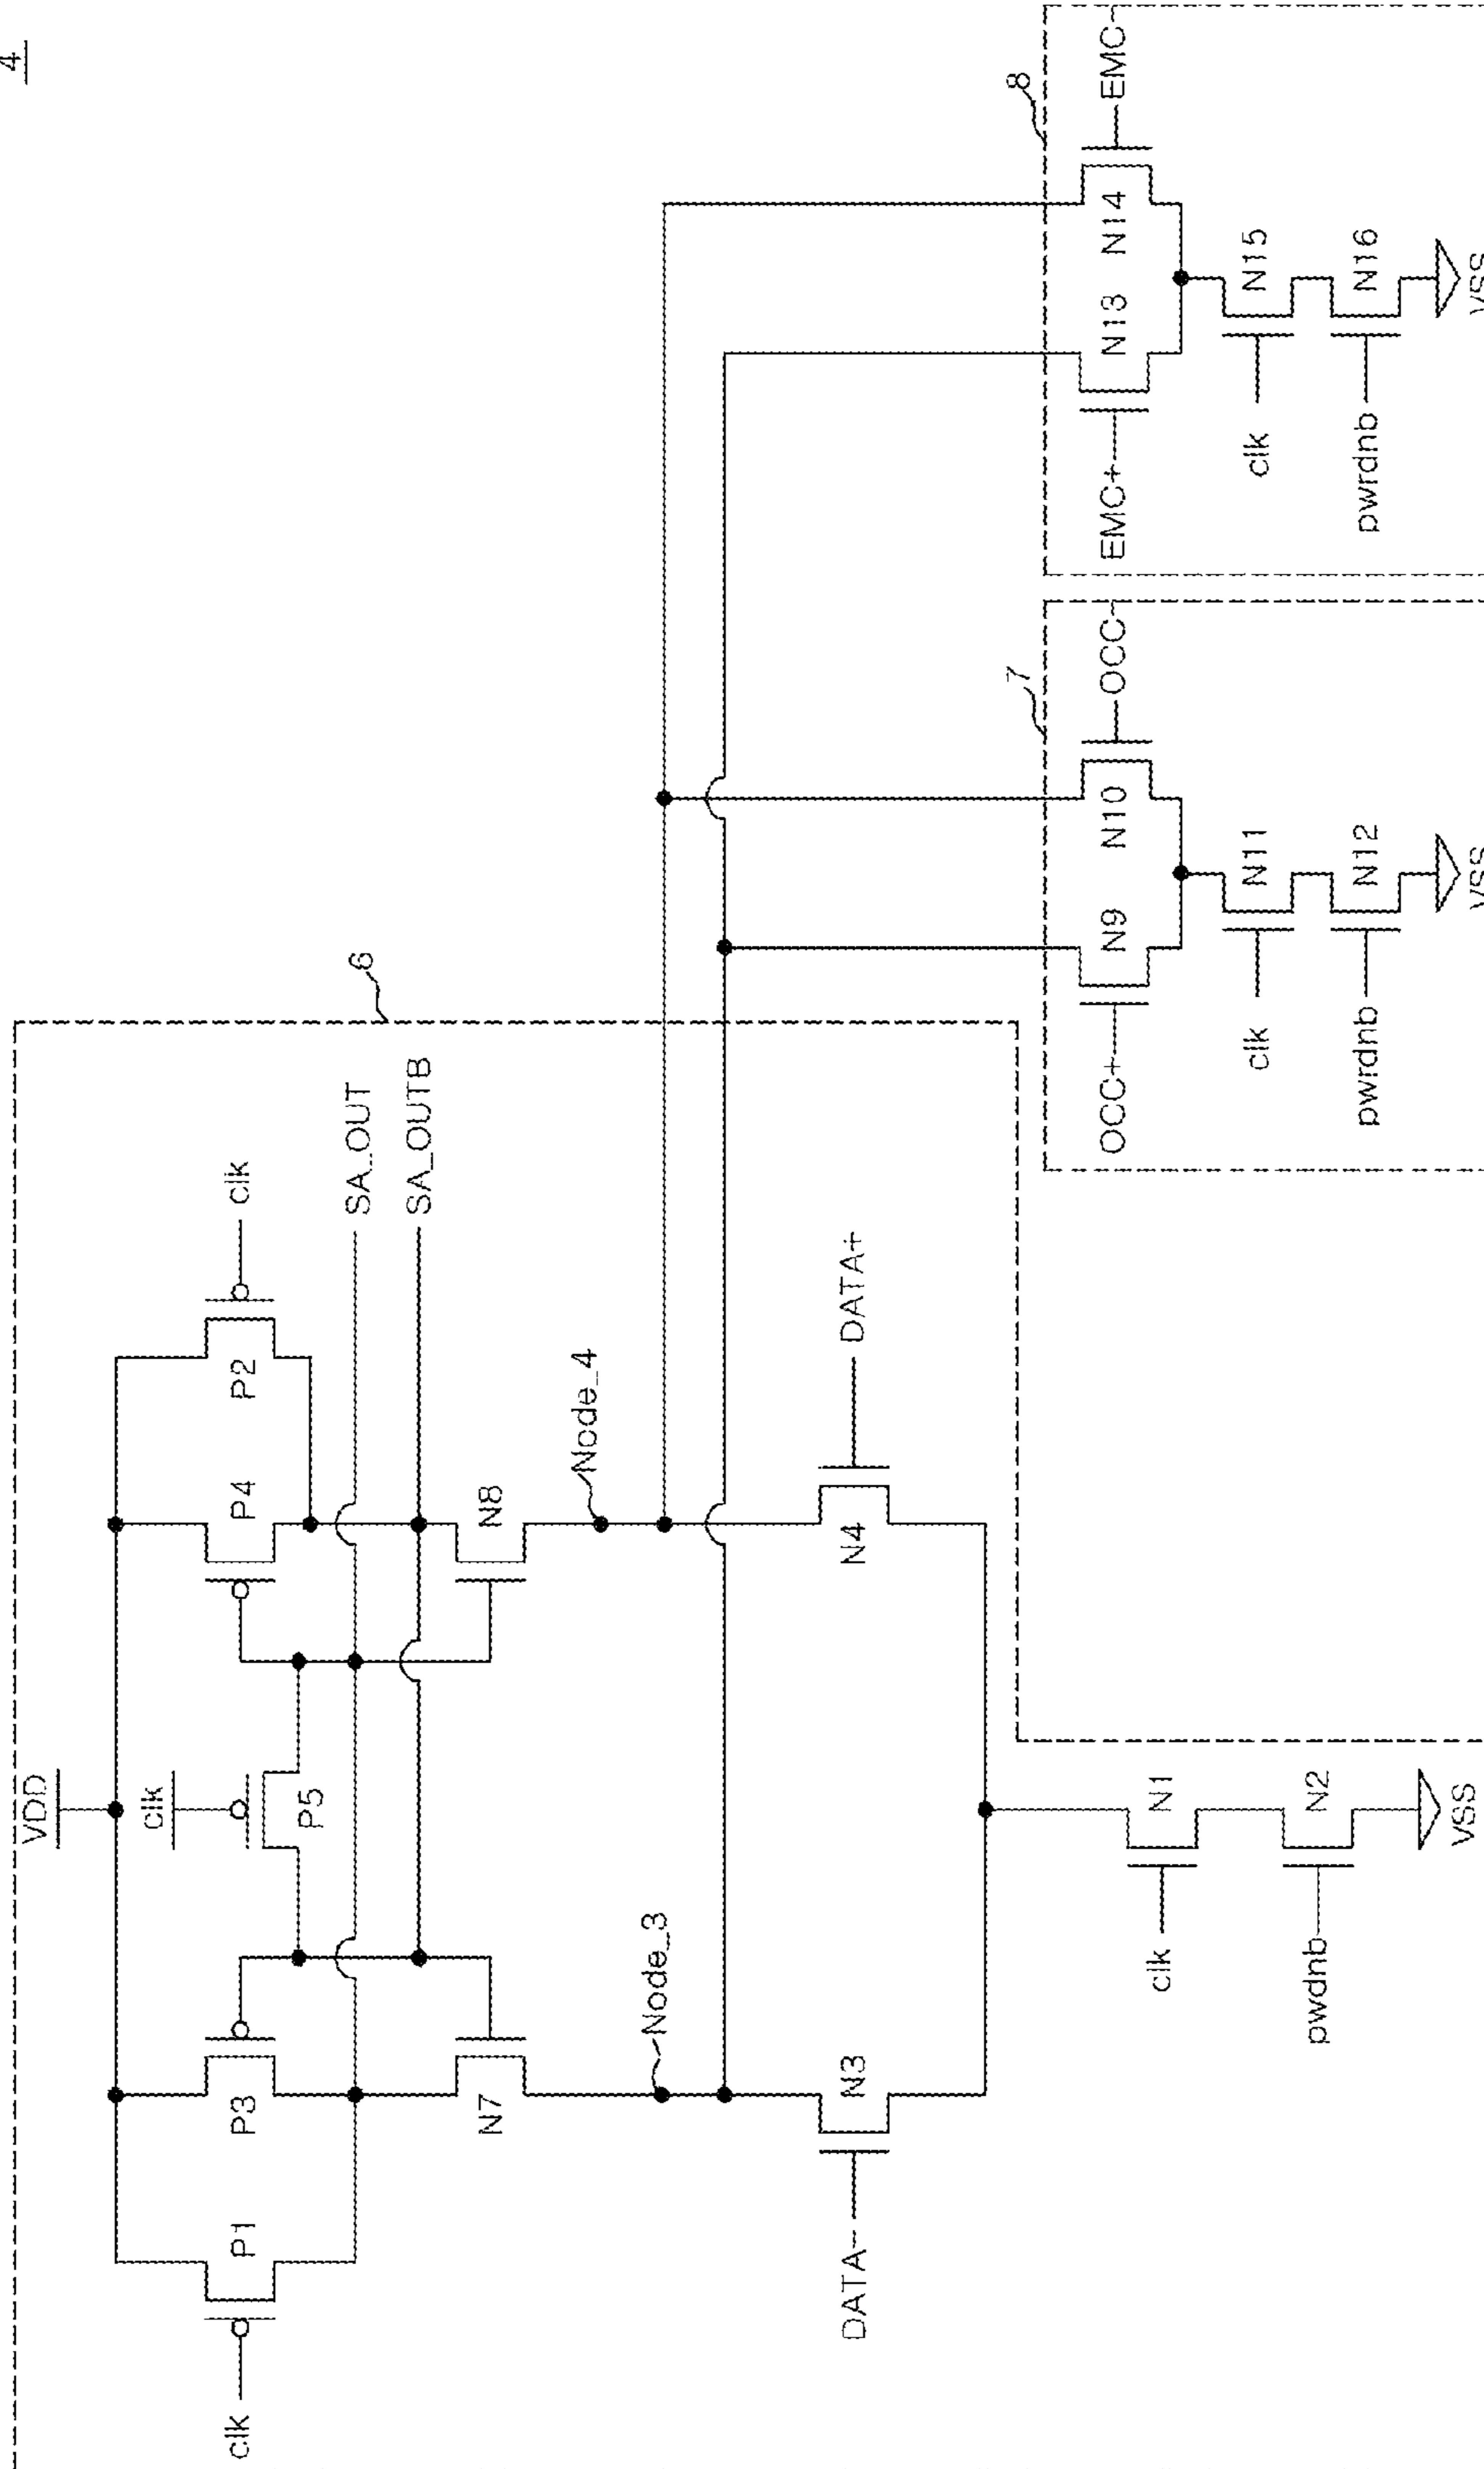 4
VDD
clk
clk
clk
P1
P3
P5
P4
P2
SA_OUT
SA_OUTB
6
N7
N8
Node_3
Node_4
DATA-
N3
N4
DATA+
clk
N1
pwdnb
N2
VSS
7
OCC+
N9
N10
OCC-
clk
N11
pwrdnb
N12
VSS
8
EMC+
N13
N14
EMC-
clk
N15
pwrdnb
N16
VSS